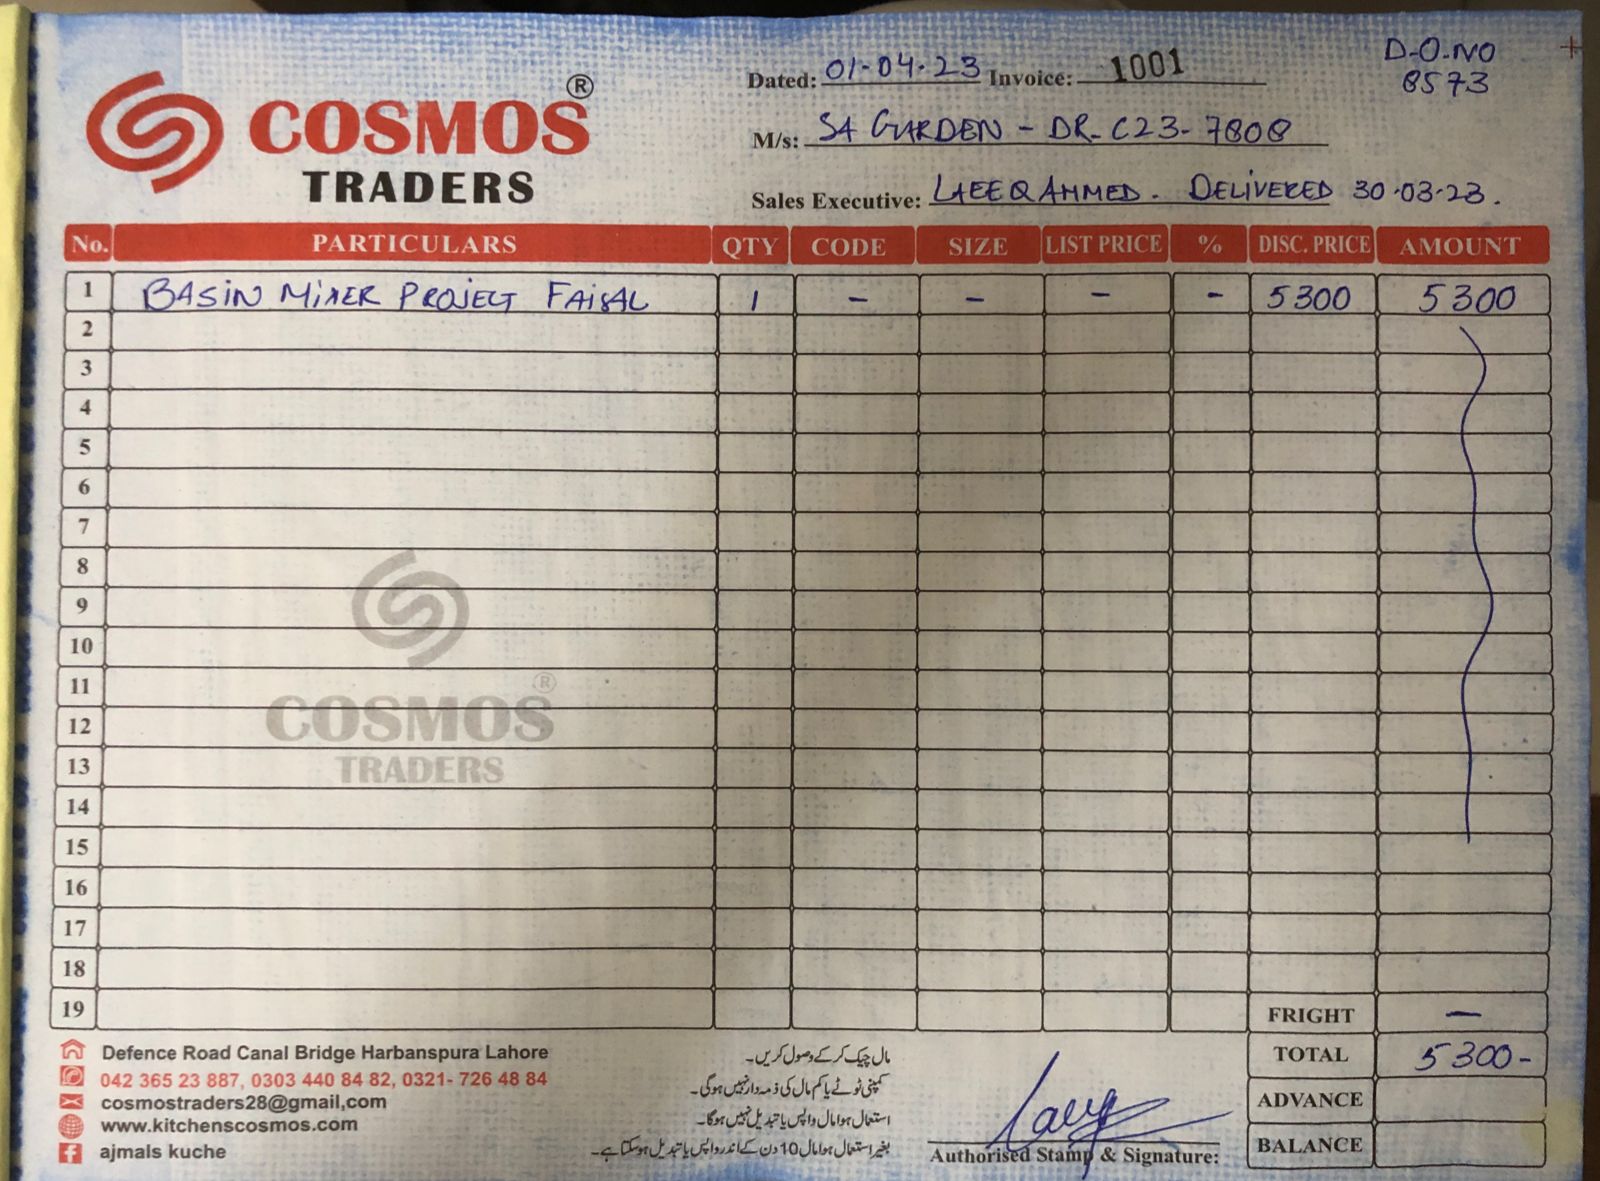 COSMOS®
TRADERS
Dated: 01-04-23 Invoice: 1001
D-O.NO
8573
M/s: SA GARDEN - DR-C23-7808
Sales Executive: LAEEQ AHMED. DELIVERED 30-03-23.
No. PARTICULARS QTY CODE SIZE LIST PRICE % DISC. PRICE AMOUNT
1 BASIN MIXER PROJECT FAISAL 1 - - - - 5300 5300
2
3
4
5
6
7
8
9
10
11
12
13
14
15
16
17
18
19
COSMOS®
TRADERS
FRIGHT —
TOTAL 5300-
ADVANCE
BALANCE
Defence Road Canal Bridge Harbanspura Lahore
042 365 23 887, 0303 440 84 82, 0321- 726 48 84
cosmostraders28@gmail,com
www.kitchenscosmos.com
ajmals kuche
مال چیک کر کے وصول کریں۔
کمپنی ٹوٹے یا کم مال کی ذمہ دار نہیں ہوگی۔
استعمال ہوا مال واپس یا تبدیل نہیں ہوگا۔
بغیر استعمال ہوا مال 10 دن کے اندر واپس یا تبدیل ہوسکتا ہے۔
Authorised Stamp & Signature: